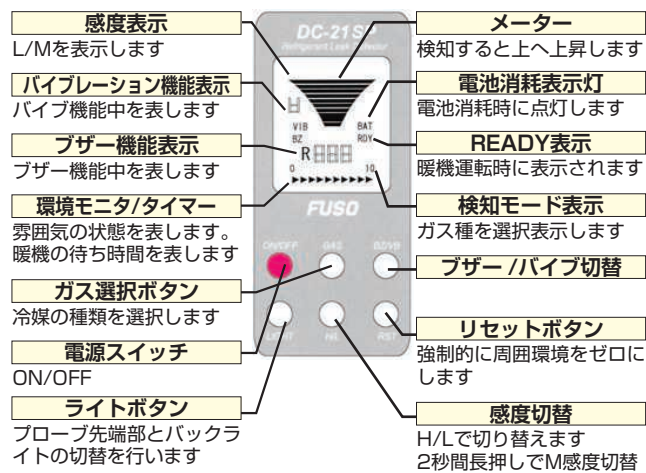 感度表示
L/Mを表示します
バイブレーション機能表示
バイブ機能中を表します
ブザー機能表示
ブザー機能中を表します
環境モニタ/タイマー
雰囲気の状態を表します。
暖機の待ち時間を表します
ガス選択ボタン
冷媒の種類を選択します
電源スイッチ
ON/OFF
ライトボタン
プローブ先端部とバックラ
イトの切替を行います
DC-21SP
Refrigerant Leak Detector
VIB
BAT
BZ
RDY
R
0
10
FUSO
ON/OFF
GAS
BZ/VB
LIGHT
H/L
RST
メーター
検知すると上へ上昇します
電池消耗表示灯
電池消耗時に点灯します
READY表示
暖機運転時に表示されます
検知モード表示
ガス種を選択表示します
ブザー /バイブ切替
リセットボタン
強制的に周囲環境をゼロに
します
感度切替
H/Lで切り替えます
2秒間長押しでM感度切替